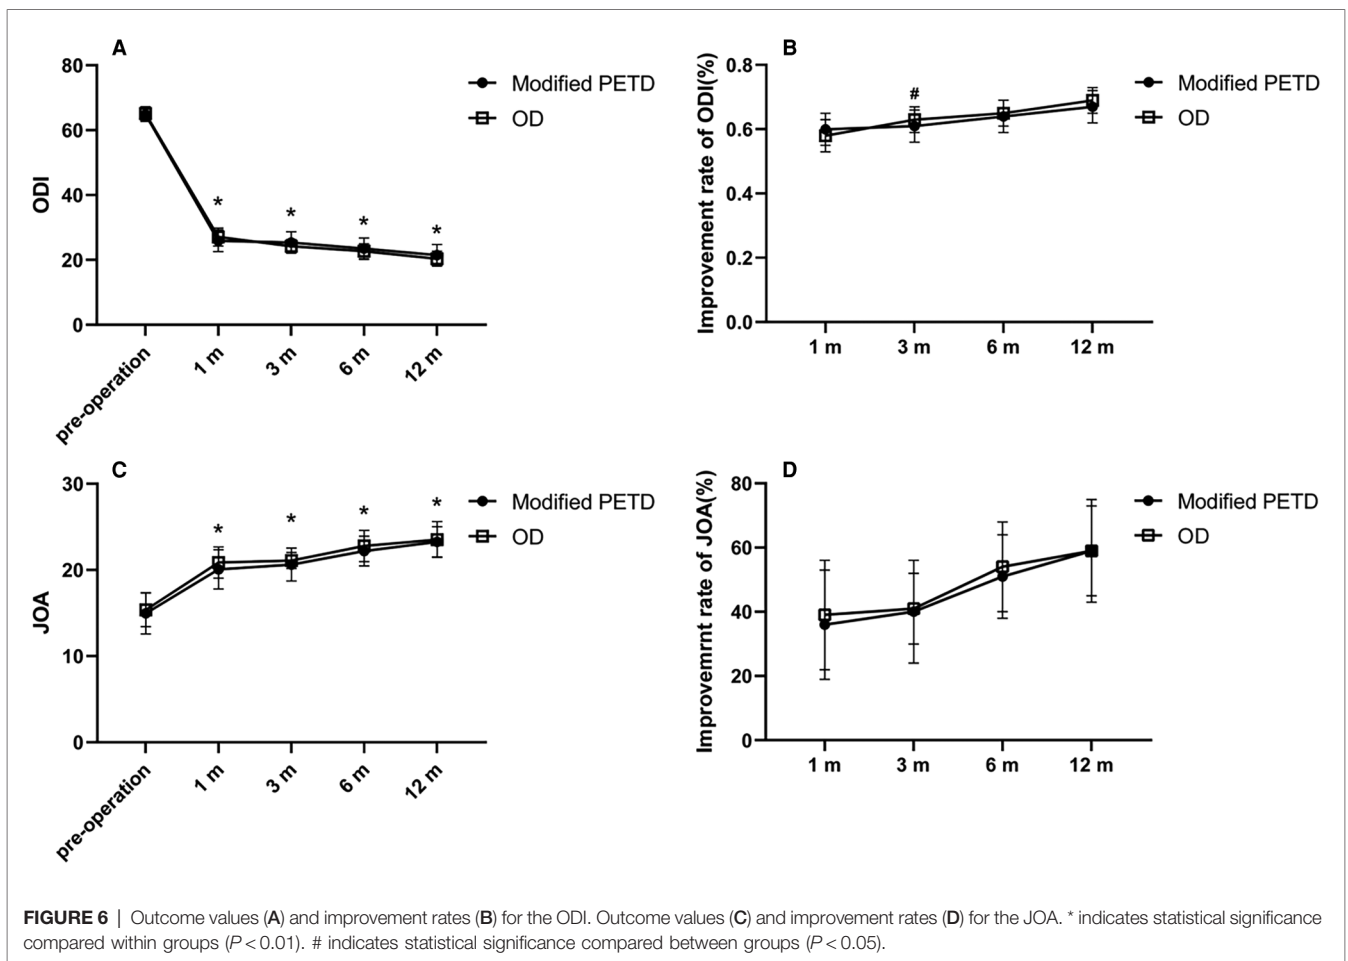 A
80
60
40
20
0
ODI
* * * *
pre-operation 1 m 3 m 6 m 12 m
Modified PETD
OD
B
0.8
0.6
0.4
0.2
0.0
Improvement rate of ODI(%)
#
1 m 3 m 6 m 12 m
Modified PETD
OD
C
30
20
10
0
JOA
* * * *
pre-operation 1 m 3 m 6 m 12 m
Modified PETD
OD
D
80
60
40
20
0
Improvemrnt rate of JOA(%)
1 m 3 m 6 m 12 m
Modified PETD
OD
FIGURE 6 | Outcome values (A) and improvement rates (B) for the ODI. Outcome values (C) and improvement rates (D) for the JOA. * indicates statistical significance
compared within groups (P < 0.01). # indicates statistical significance compared between groups (P < 0.05).